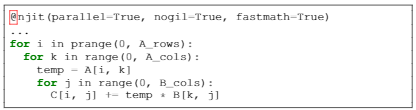 @njit(parallel=True, nogil=True, fastmath=True)
...
for i in prange(0, A_rows):
  for k in range(0, A_cols):
    temp = A[i, k]
    for j in range(0, B_cols):
      C[i, j] += temp * B[k, j]